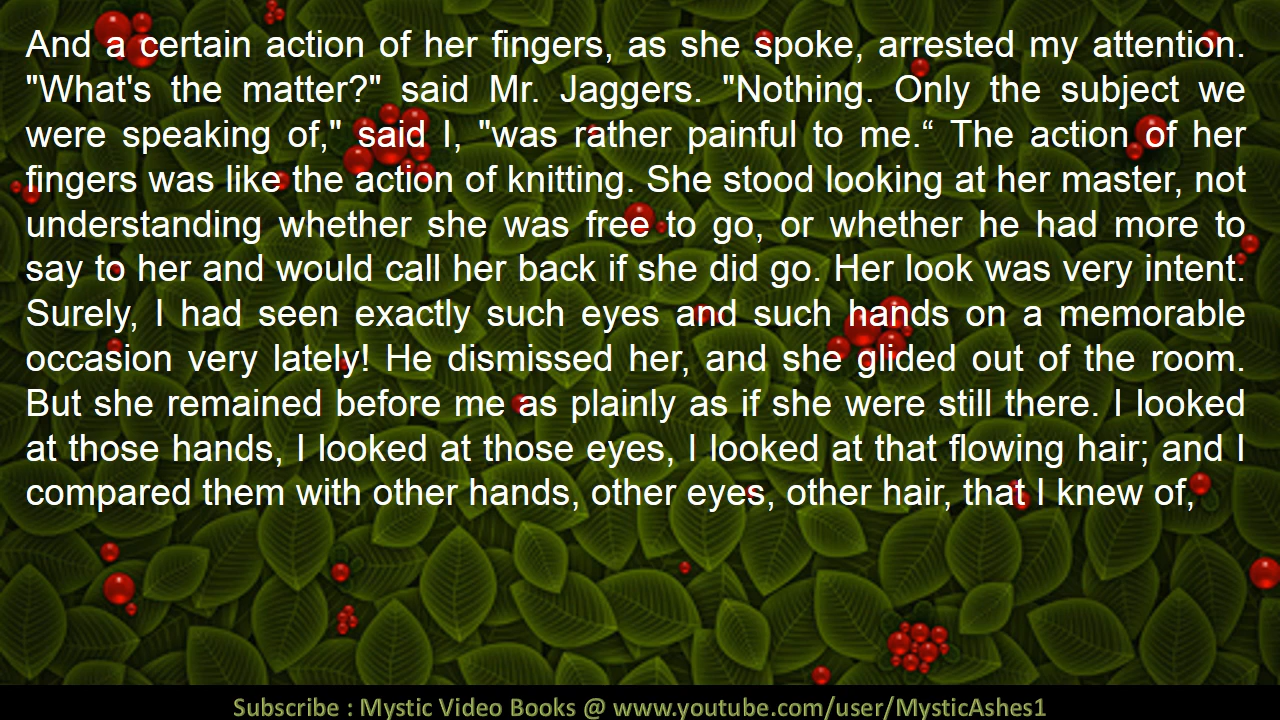 And a certain action of her fingers, as she spoke, arrested my attention.
"What's the matter?" said Mr. Jaggers. "Nothing. Only the subject we
were speaking of," said I, "was rather painful to me.“ The action of her
fingers was like the action of knitting. She stood looking at her master, not
understanding whether she was free to go, or whether he had more to
say to her and would call her back if she did go. Her look was very intent.
Surely, I had seen exactly such eyes and such hands on a memorable
occasion very lately! He dismissed her, and she glided out of the room.
But she remained before me as plainly as if she were still there. I looked
at those hands, I looked at those eyes, I looked at that flowing hair; and I
compared them with other hands, other eyes, other hair, that I knew of,
Subscribe : Mystic Video Books @ www.youtube.com/user/MysticAshes1